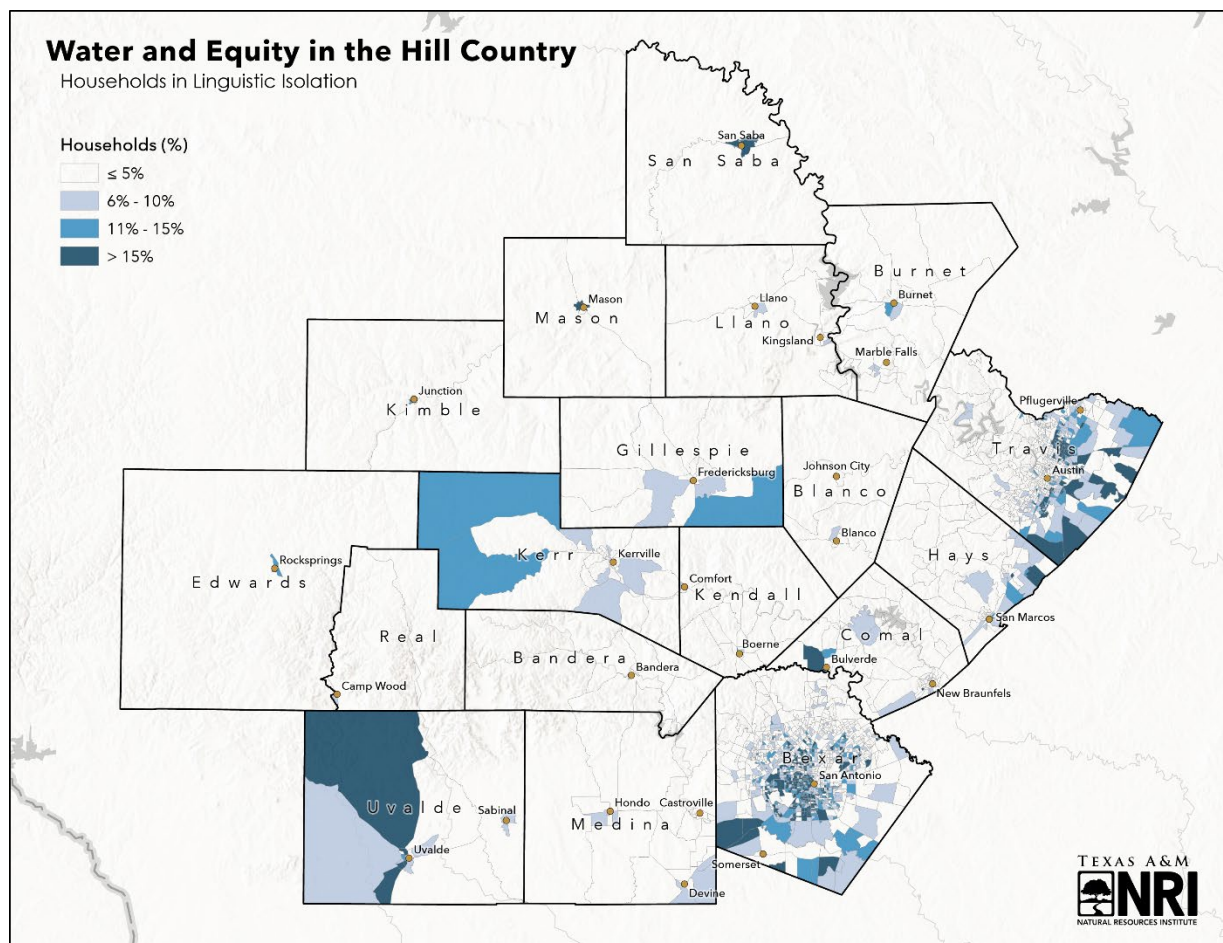 Water and Equity in the Hill Country
Households in Linguistic Isolation
Households (%)
≤ 5%
6% - 10%
11% - 15%
> 15%
San Saba
San Saba
Burnet
Burnet
Mason
Mason
Llano
Llano
Kingsland
Marble Falls
Junction
Kimble
Pflugerville
Travis
Austin
Gillespie
Fredericksburg
Johnson City
Blanco
Blanco
Kerr
Kerrville
Hays
Rocksprings
Edwards
Comfort
Kendall
San Marcos
Real
Comal
Boerne
Bandera
Bandera
Bulverde
Camp Wood
New Braunfels
Bexar
San Antonio
Uvalde
Sabinal
Hondo
Castroville
Medina
Uvalde
Somerset
Devine
TEXAS A&M
NRI
NATURAL RESOURCES INSTITUTE